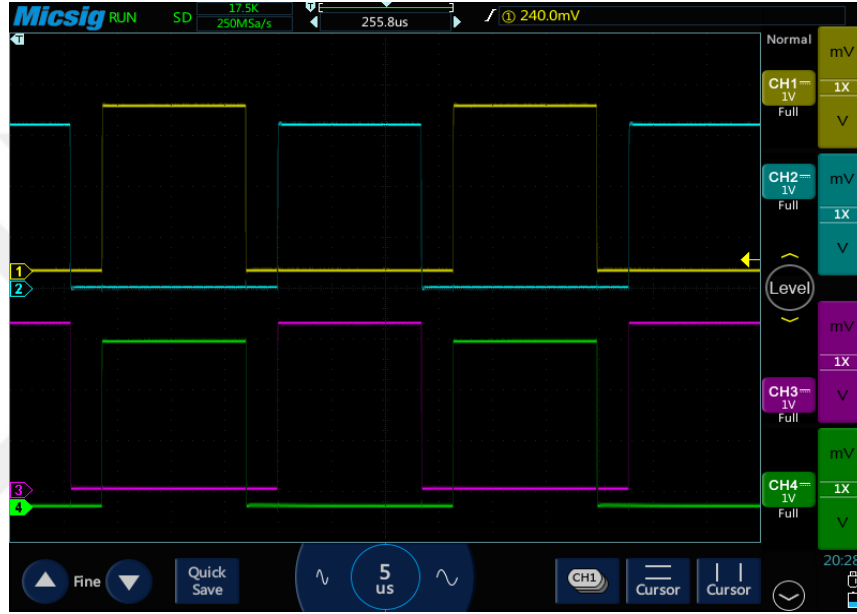 Micsig RUN SD 17.5K
250MSa/s
T
255.8us
① 240.0mV
T
Normal
CH1
1V
Full
mV
1X
V
CH2
1V
Full
mV
1X
V
1
2
Level
CH3
1V
Full
mV
1X
V
3
4
CH4
1V
Full
mV
1X
V
Fine
Quick
Save
5
us
CH1
Cursor
Cursor
20:28